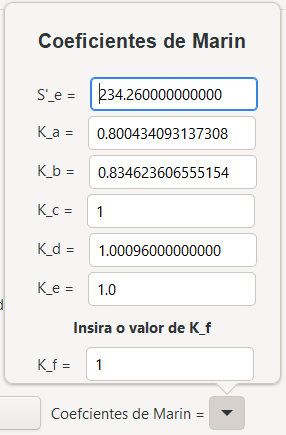 Coeficientes de Marin
S'_e = 234.260000000000
K_a = 0.800434093137308
K_b = 0.834623606555154
K_c = 1
K_d = 1.00096000000000
K_e = 1.0
Insira o valor de K_f
K_f = 1
d
Coefcientes de Marin =